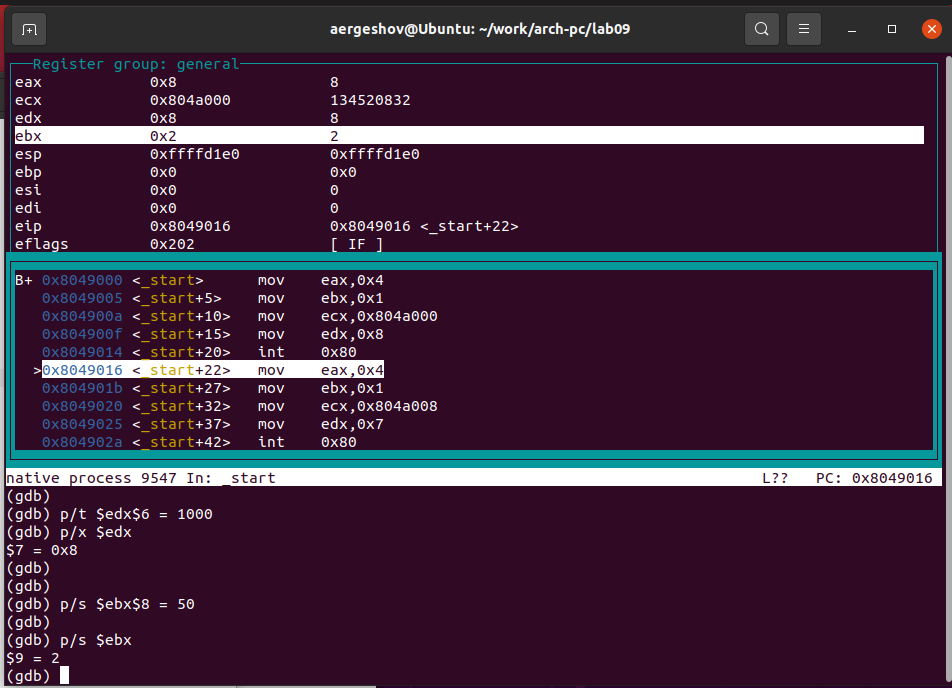 aergeshov@Ubuntu: ~/work/arch-pc/lab09
Register group: general
eax 0x8 8
ecx 0x804a000 134520832
edx 0x8 8
ebx 0x2 2
esp 0xffffd1e0 0xffffd1e0
ebp 0x0 0x0
esi 0x0 0
edi 0x0 0
eip 0x8049016 0x8049016 <_start+22>
eflags 0x202 [ IF ]
B+ 0x8049000 <_start> mov eax,0x4
0x8049005 <_start+5> mov ebx,0x1
0x804900a <_start+10> mov ecx,0x804a000
0x804900f <_start+15> mov edx,0x8
0x8049014 <_start+20> int 0x80
>0x8049016 <_start+22> mov eax,0x4
0x804901b <_start+27> mov ebx,0x1
0x8049020 <_start+32> mov ecx,0x804a008
0x8049025 <_start+37> mov edx,0x7
0x804902a <_start+42> int 0x80
native process 9547 In: _start L?? PC: 0x8049016
(gdb)
(gdb) p/t $edx$6 = 1000
(gdb) p/x $edx
$7 = 0x8
(gdb)
(gdb)
(gdb) p/s $ebx$8 = 50
(gdb)
(gdb) p/s $ebx
$9 = 2
(gdb)